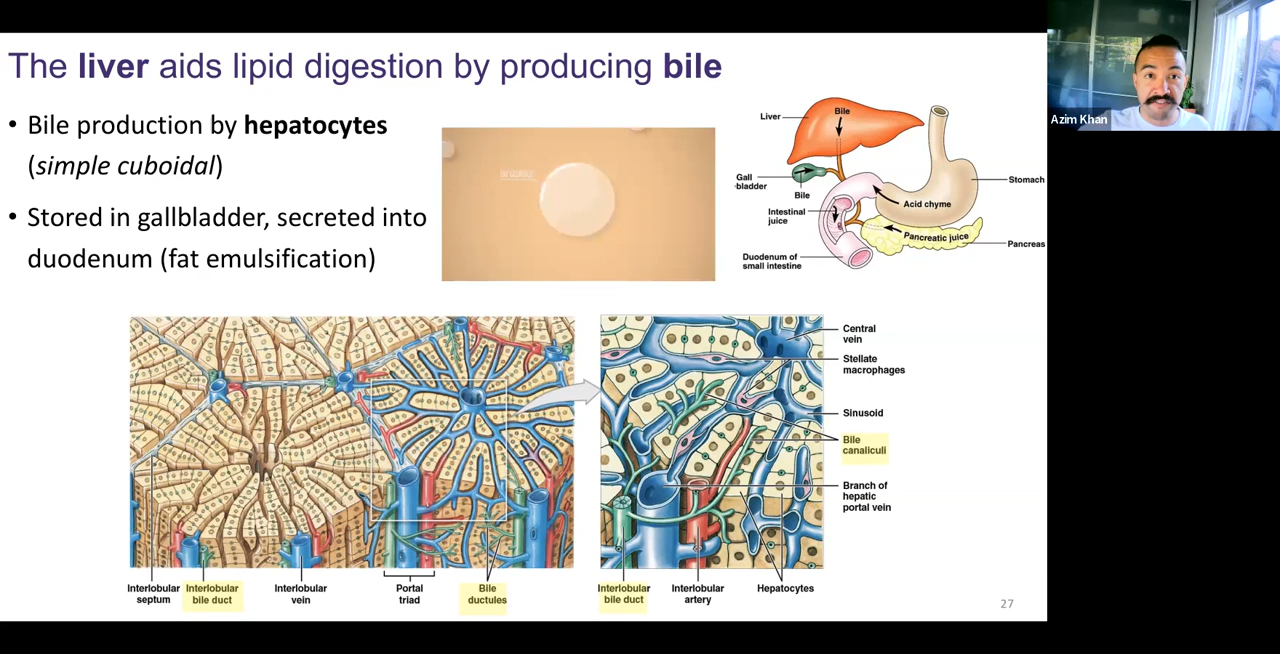 The liver aids lipid digestion by producing bile
• Bile production by hepatocytes
(simple cuboidal)
• Stored in gallbladder, secreted into
duodenum (fat emulsification)
Liver
Bile
Gall
bladder
Bile
Stomach
Acid chyme
Intestinal
juice
Pancreatic juice
Pancreas
Duodenum of
small intestine
Azim Khan
Central
vein
Stellate
macrophages
Sinusoid
Bile
canaliculi
Branch of
hepatic
portal vein
Interlobular
septum
Interlobular
bile duct
Interlobular
vein
Portal
triad
Bile
ductules
Interlobular
bile duct
Interlobular
artery
Hepatocytes
27